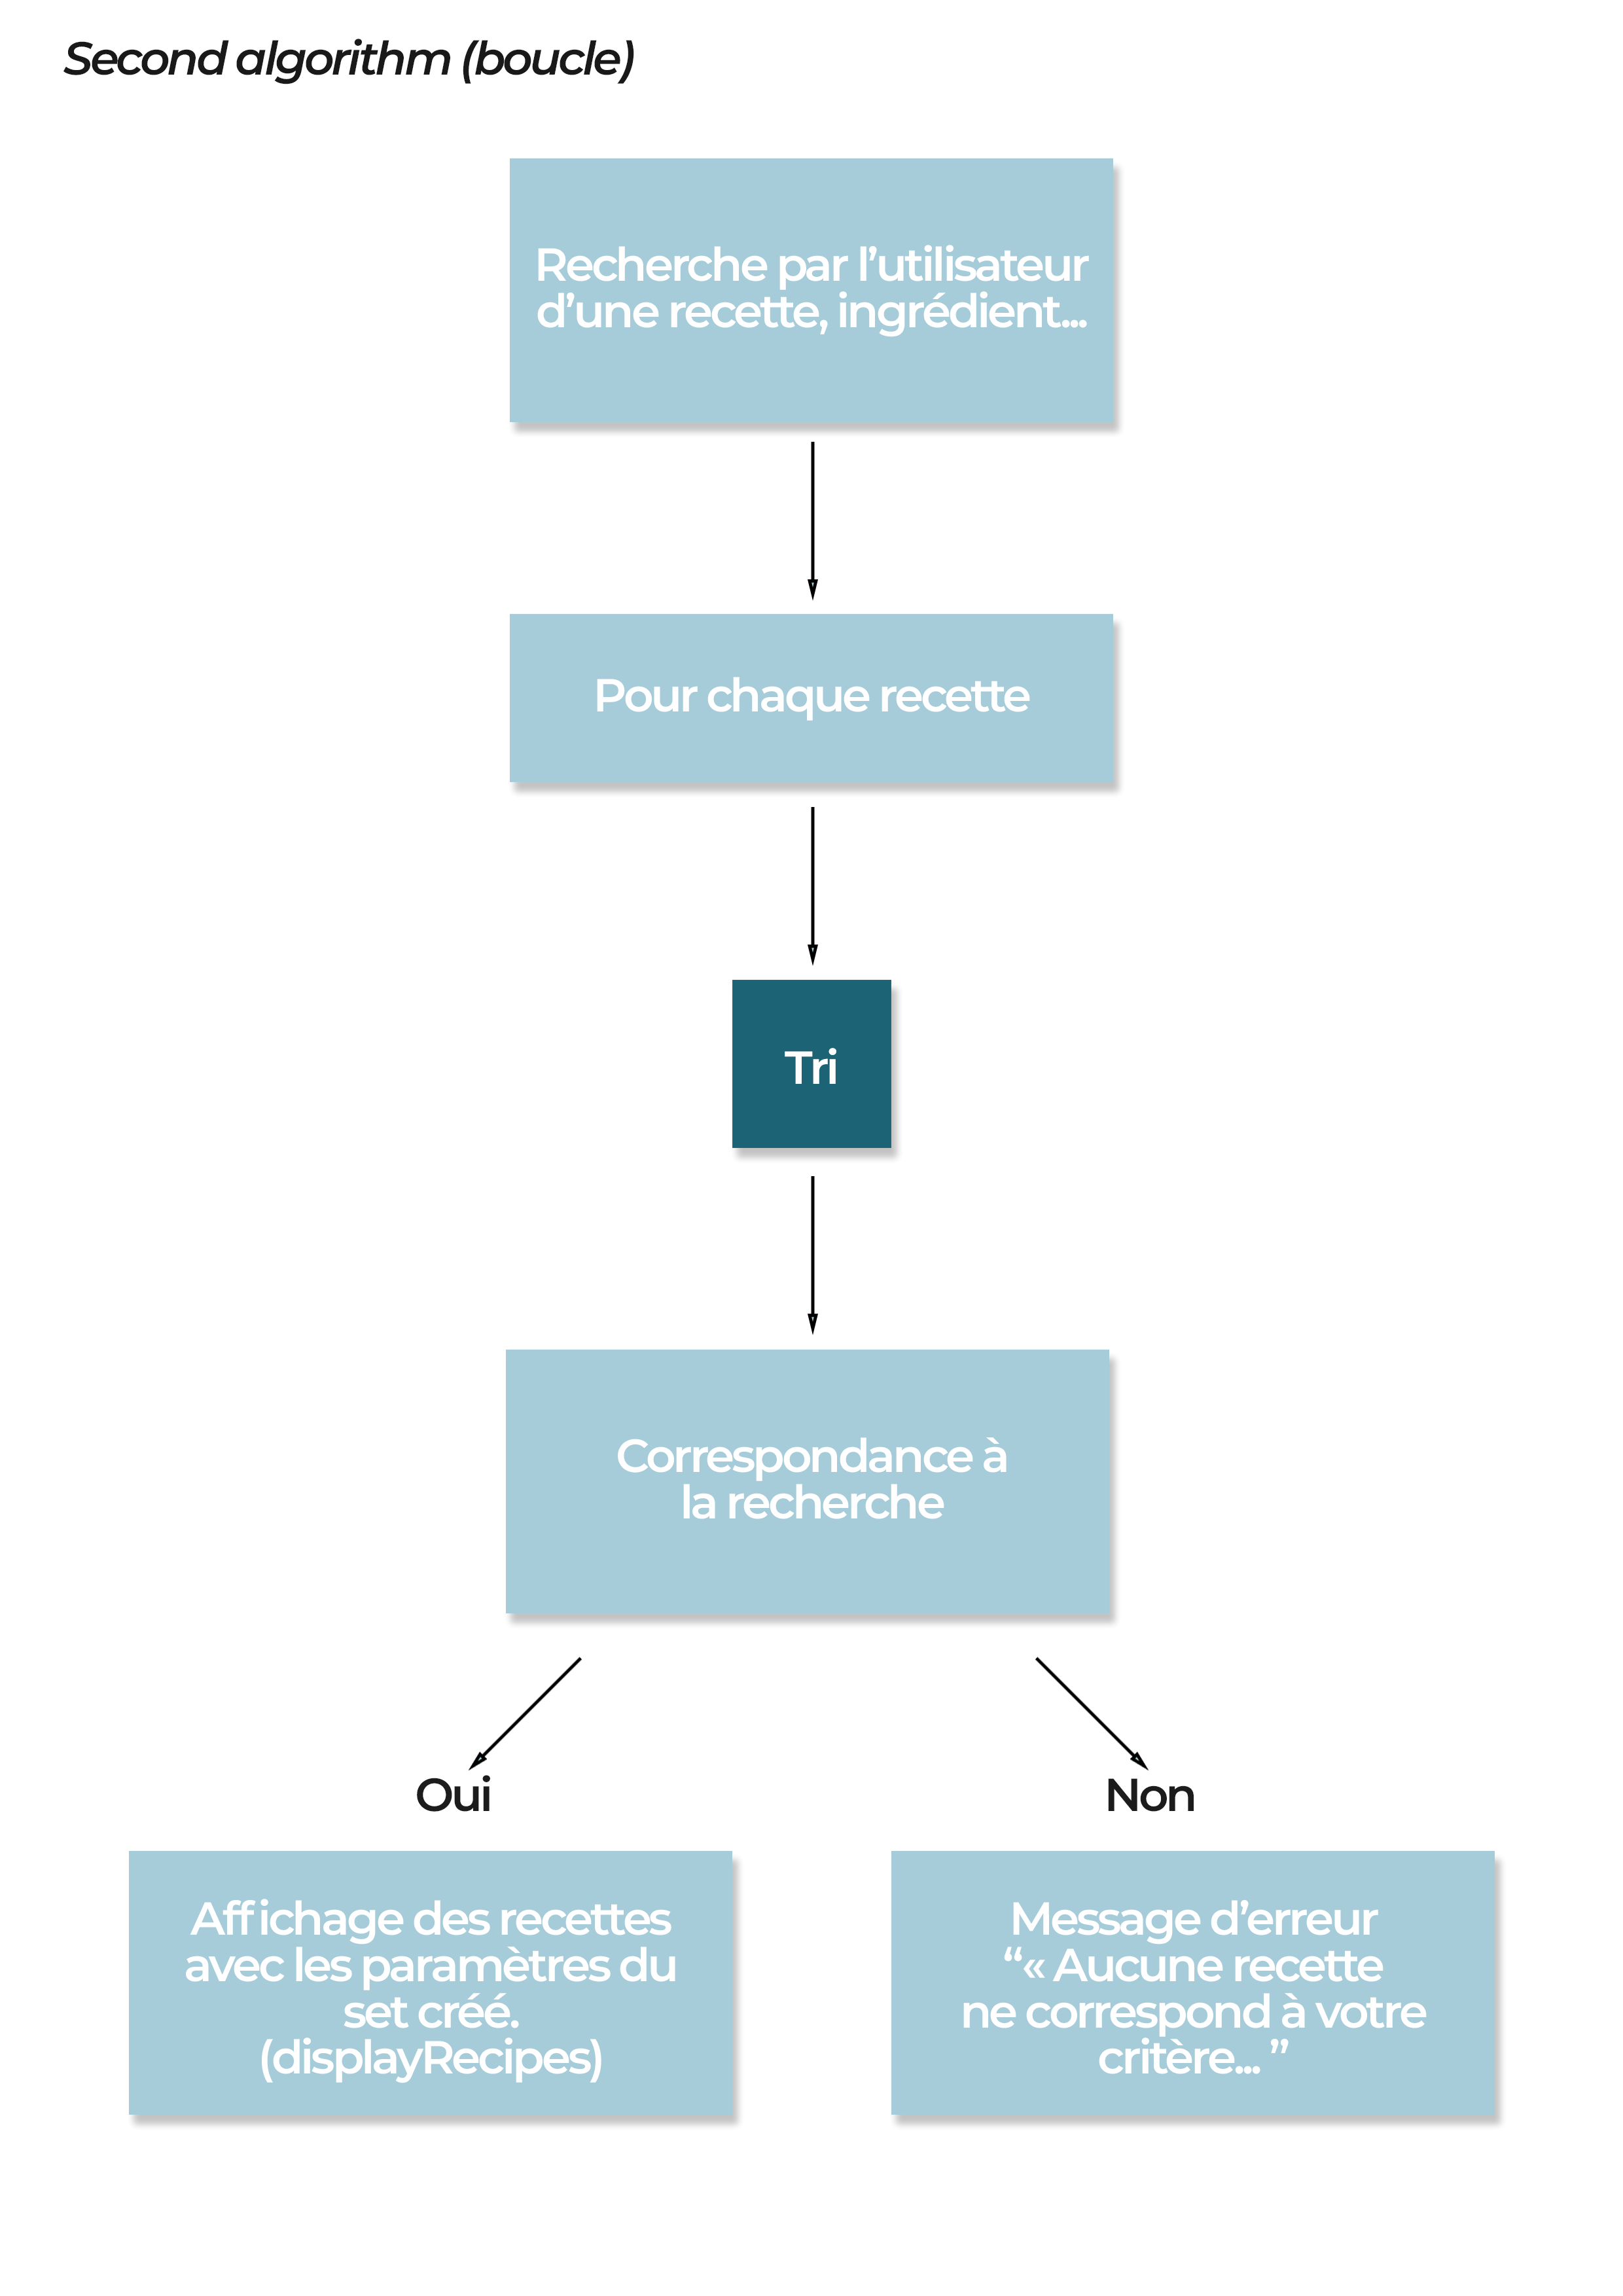 Second algorithm (boucle)
Recherche par l’utilisateur
d’une recette, ingrédient...
Pour chaque recette
Tri
Correspondance à
la recherche
Oui
Non
Affichage des recettes
avec les paramètres du
set créé.
(displayRecipes)
Message d’erreur
“« Aucune recette
ne correspond à votre
critère... ”